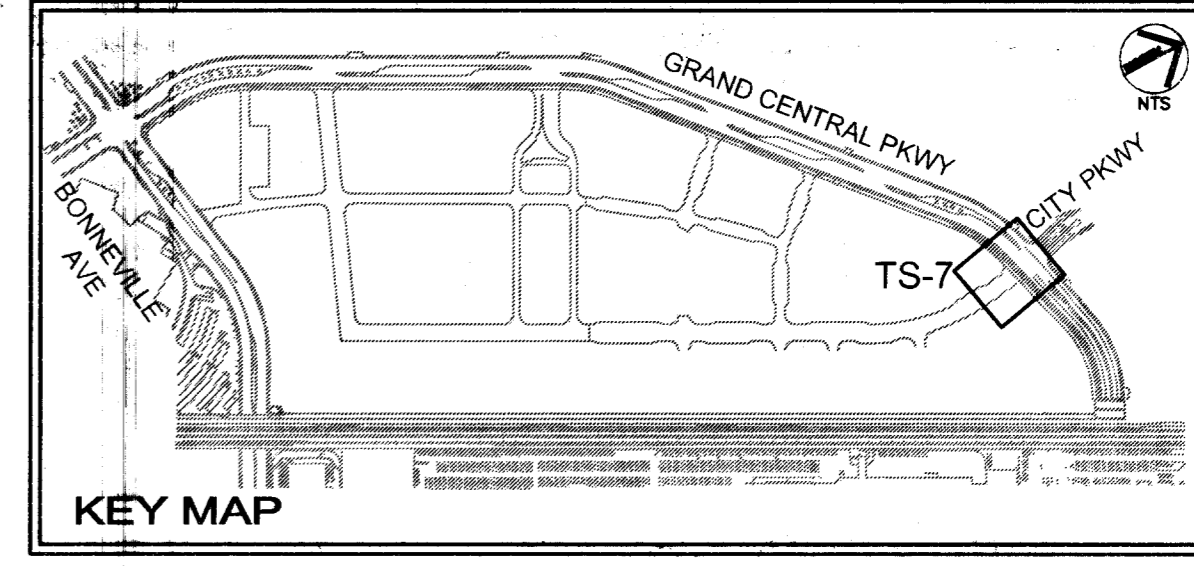 GRAND CENTRAL PKWY
NTS
CITY PKWY
BONNEVILLE
AVE
TS-7
KEY MAP